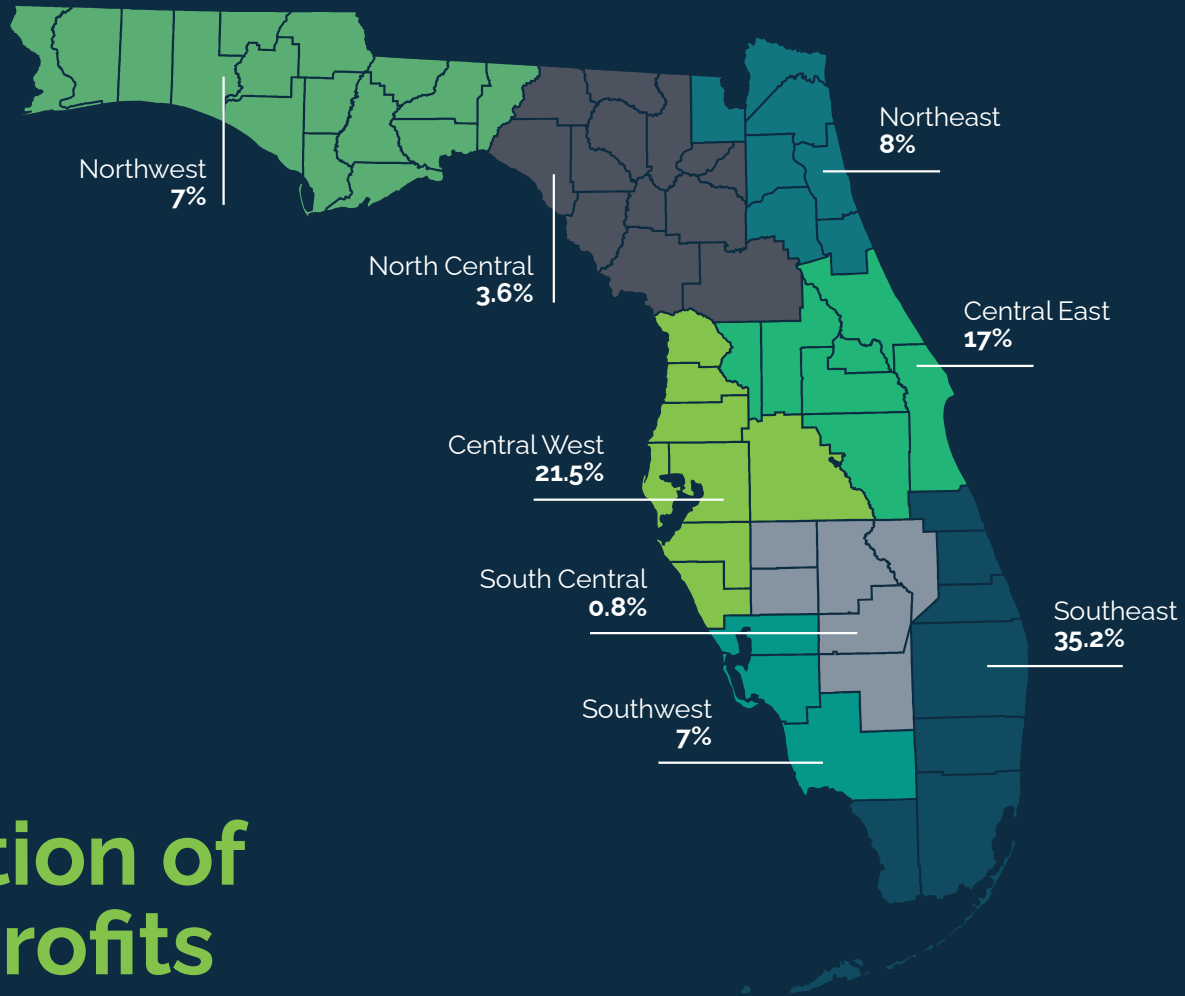 Northeast
8%
Northwest
7%
North Central
3.6%
Central East
17%
Central West
21.5%
South Central
0.8%
Southeast
35.2%
Southwest
7%
tion of
rofits